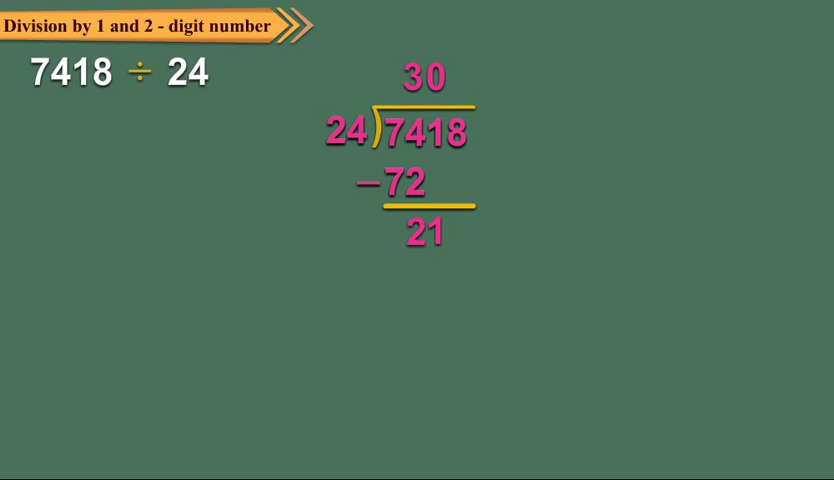 Division by 1 and 2 - digit number
7418 ÷ 24
30
24)7418
–72
21